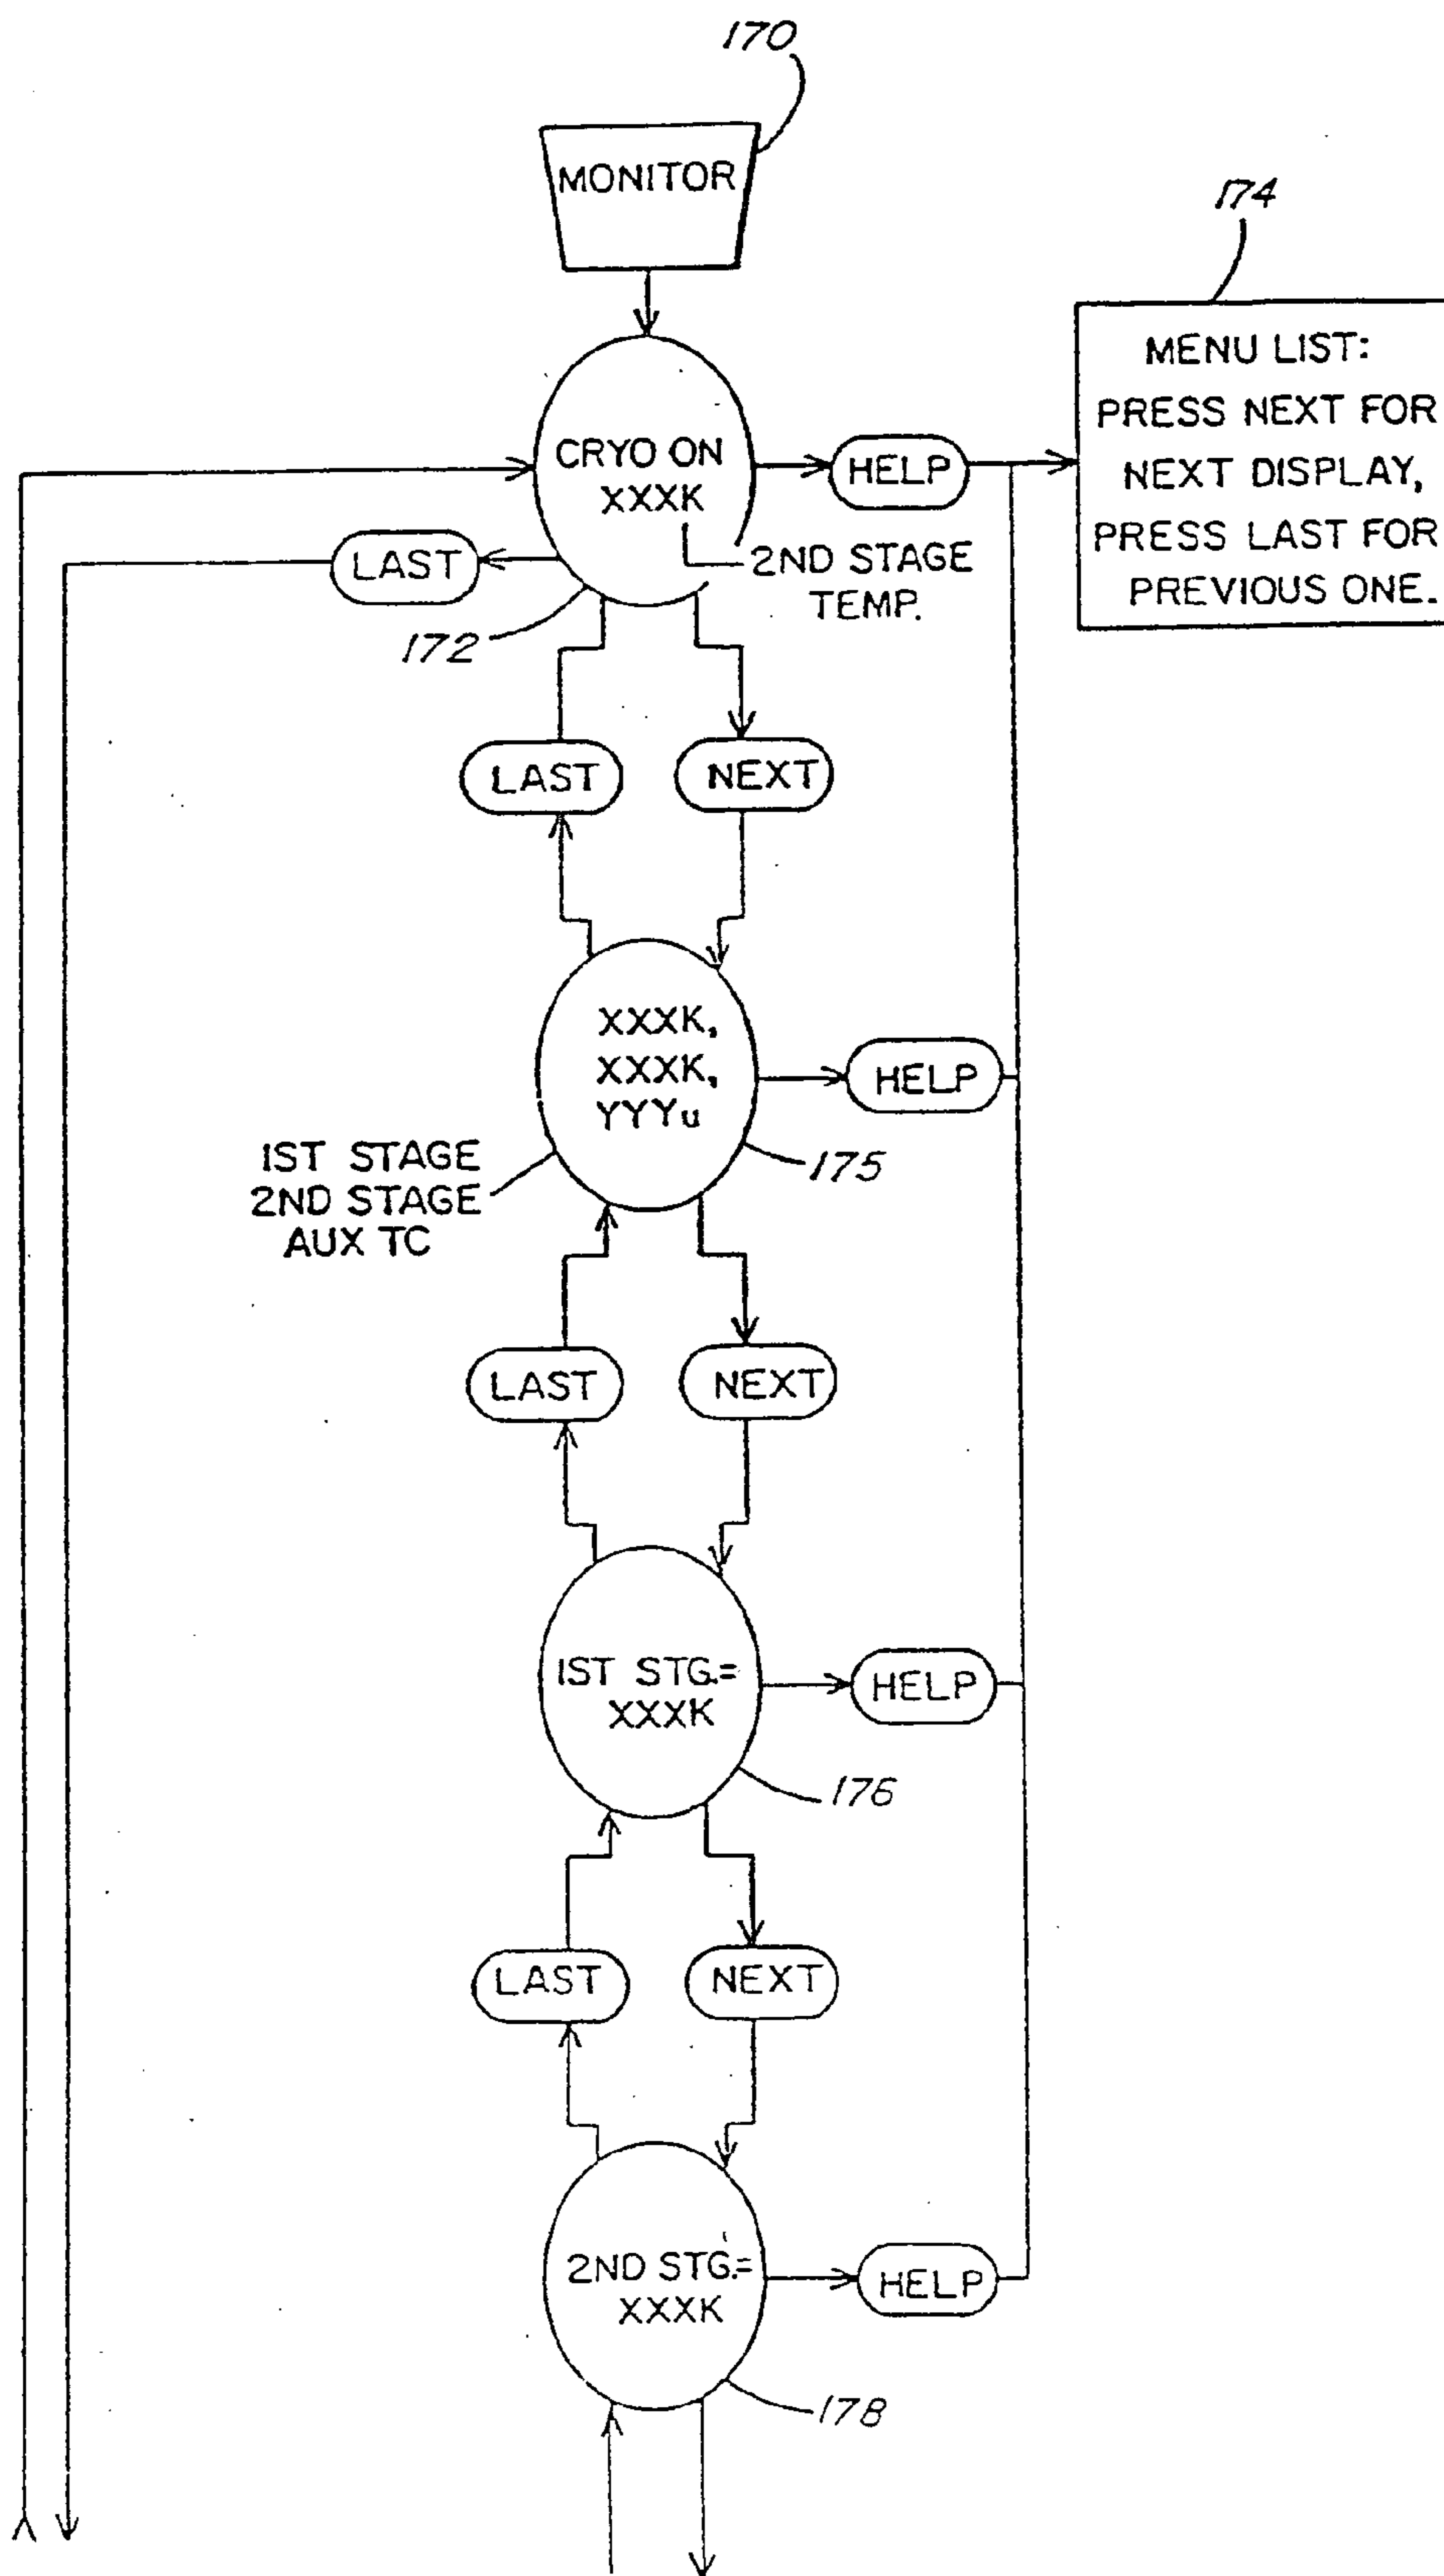 170
MONITOR
174
MENU LIST:
PRESS NEXT FOR
NEXT DISPLAY,
PRESS LAST FOR
PREVIOUS ONE.
CRYO ON
XXXK
HELP
LAST
2ND STAGE
TEMP.
172
LAST
NEXT
XXXK,
XXXK,
YYYu
HELP
175
1ST STAGE
2ND STAGE
AUX TC
LAST
NEXT
1ST STG.=
XXXK
HELP
176
LAST
NEXT
2ND STG.=
XXXK
HELP
178